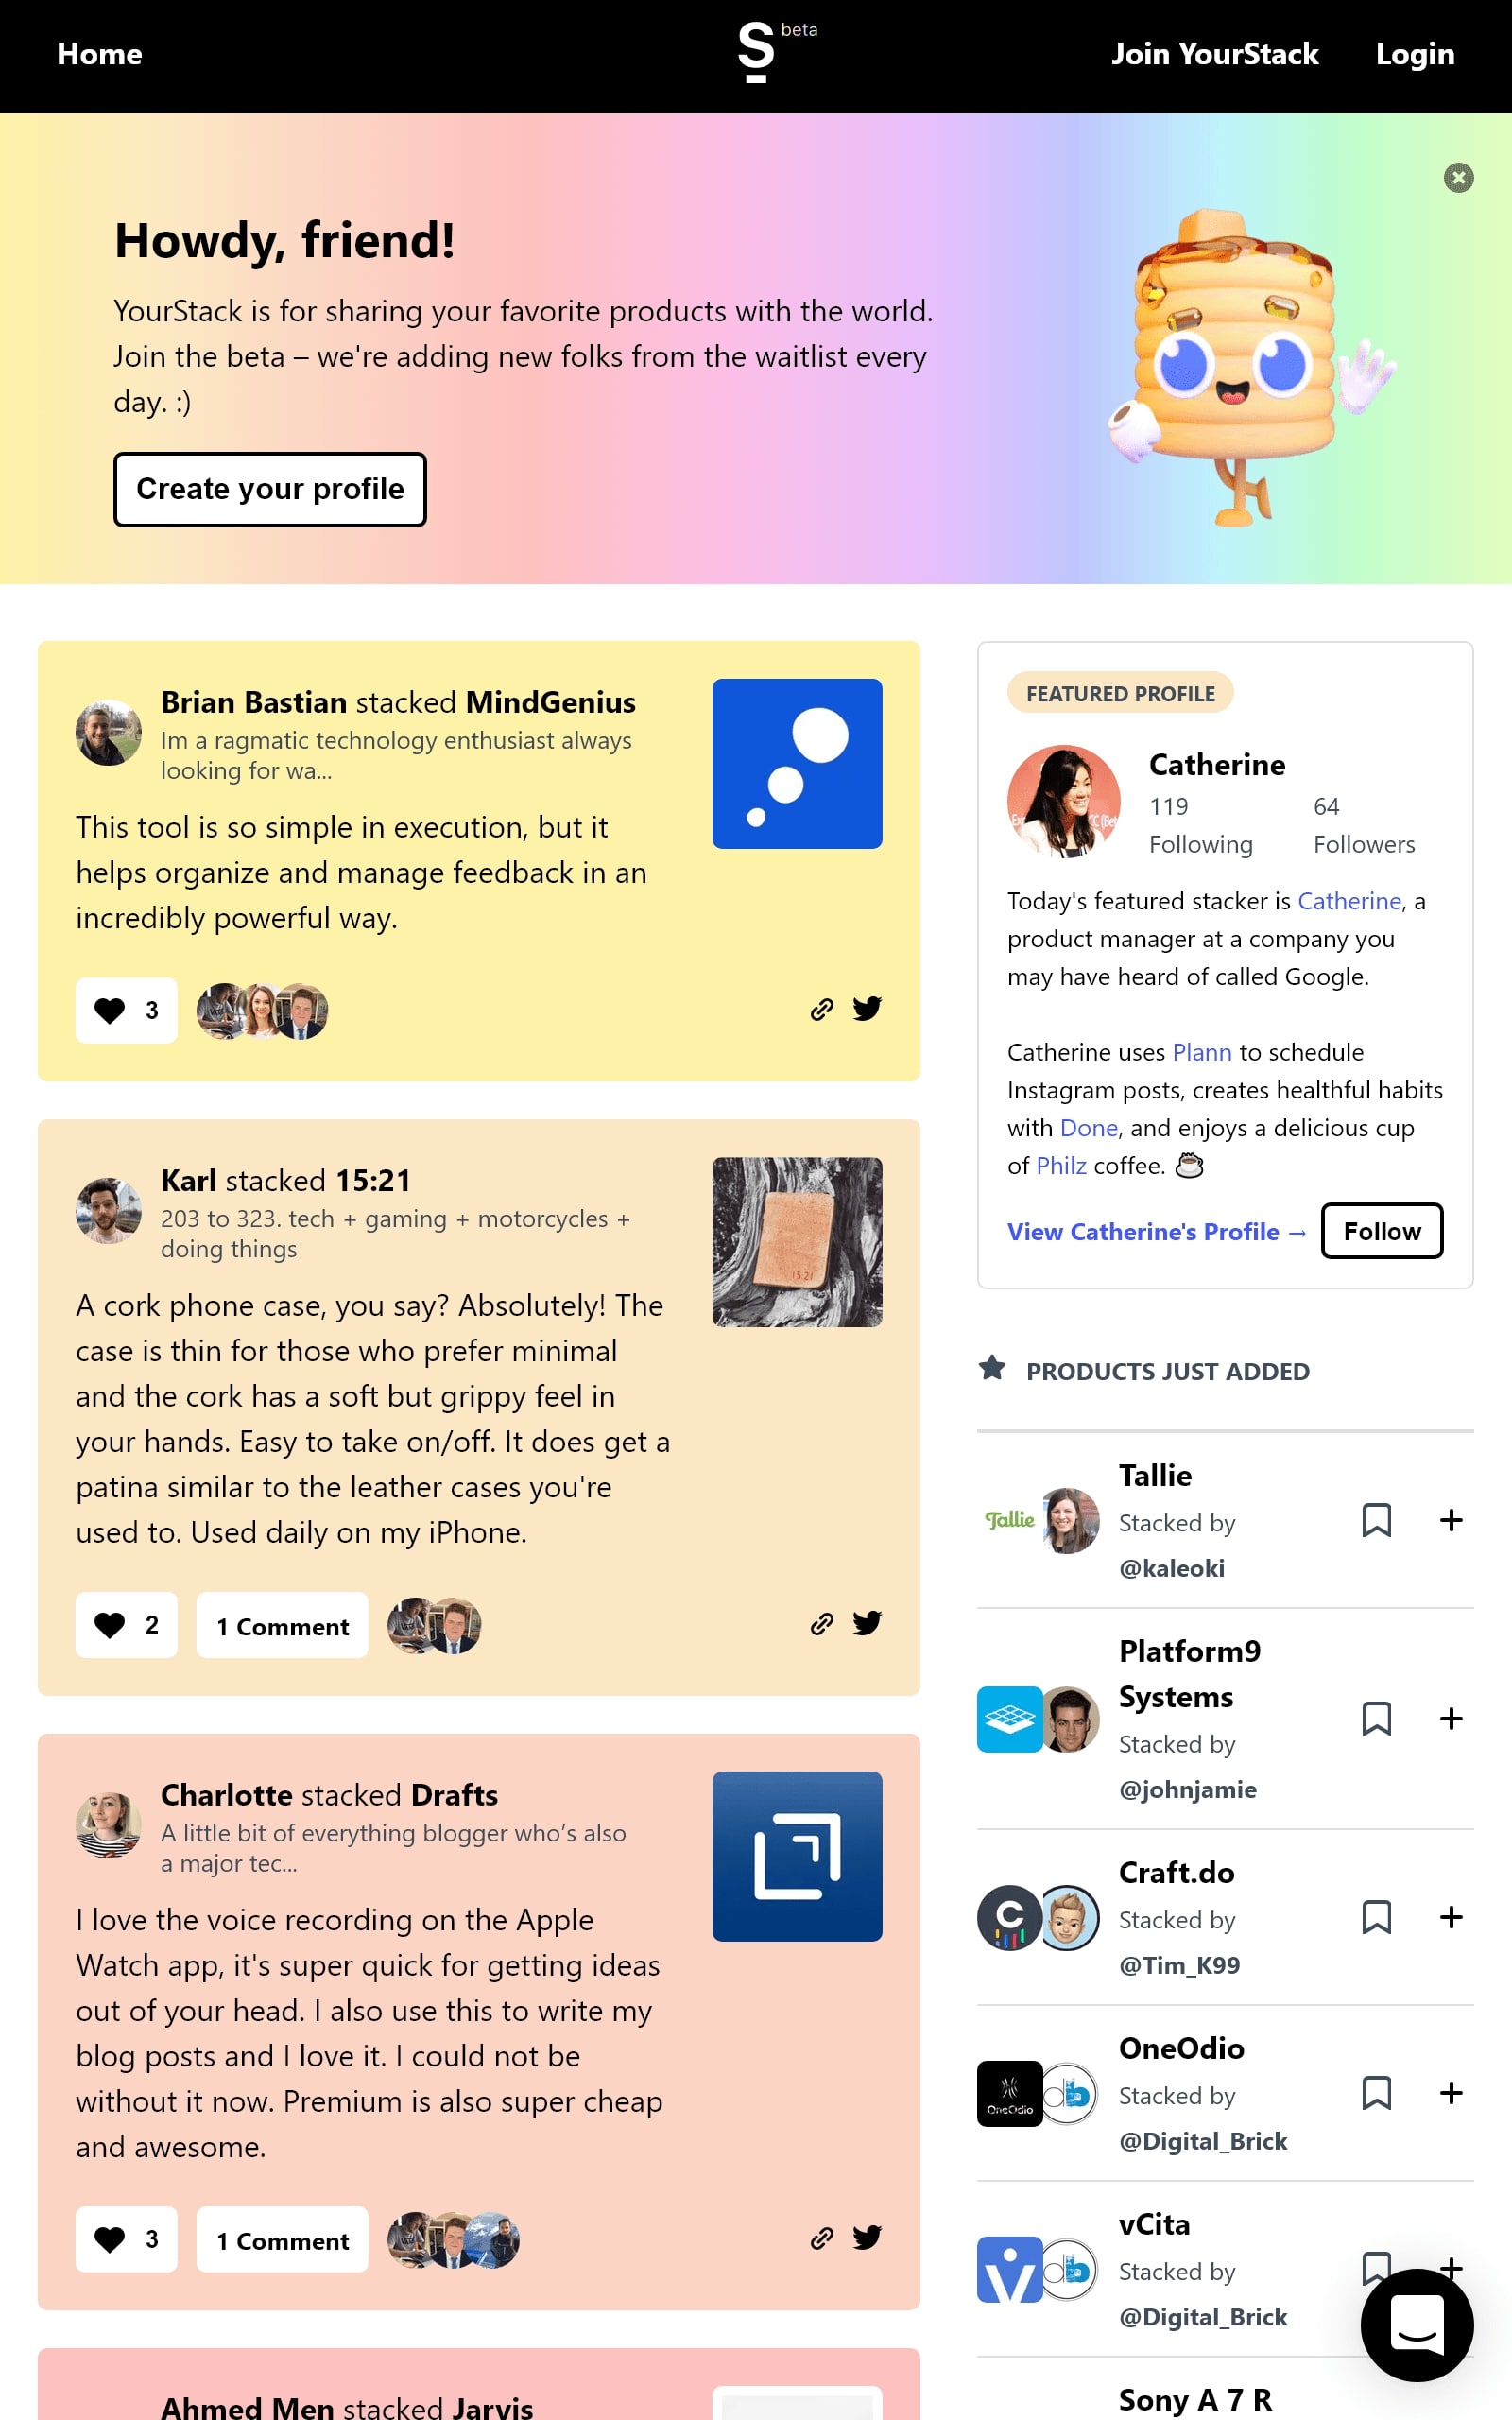 Home
S beta
Join YourStack
Login
Howdy, friend!
YourStack is for sharing your favorite products with the world.
Join the beta – we're adding new folks from the waitlist every
day. :)
Create your profile
Brian Bastian stacked MindGenius
Im a ragmatic technology enthusiast always
looking for wa...
This tool is so simple in execution, but it
helps organize and manage feedback in an
incredibly powerful way.
3
Karl stacked 15:21
203 to 323. tech + gaming + motorcycles +
doing things
15:21
A cork phone case, you say? Absolutely! The
case is thin for those who prefer minimal
and the cork has a soft but grippy feel in
your hands. Easy to take on/off. It does get a
patina similar to the leather cases you're
used to. Used daily on my iPhone.
2
1 Comment
Charlotte stacked Drafts
A little bit of everything blogger who’s also
a major tec...
I love the voice recording on the Apple
Watch app, it's super quick for getting ideas
out of your head. I also use this to write my
blog posts and I love it. I could not be
without it now. Premium is also super cheap
and awesome.
3
1 Comment
Ahmed Men stacked Jarvis
FEATURED PROFILE
Catherine
119
Following
64
Followers
Today's featured stacker is Catherine, a
product manager at a company you
may have heard of called Google.
Catherine uses Plann to schedule
Instagram posts, creates healthful habits
with Done, and enjoys a delicious cup
of Philz coffee. ☕
View Catherine's Profile →
Follow
PRODUCTS JUST ADDED
Tallie
Tallie
Stacked by
@kaleoki
Platform9
Systems
Stacked by
@johnjamie
C
Craft.do
Stacked by
@Tim_K99
OneOdio
db
OneOdio
Stacked by
@Digital_Brick
db
vCita
Stacked by
@Digital_Brick
Sony A 7 R